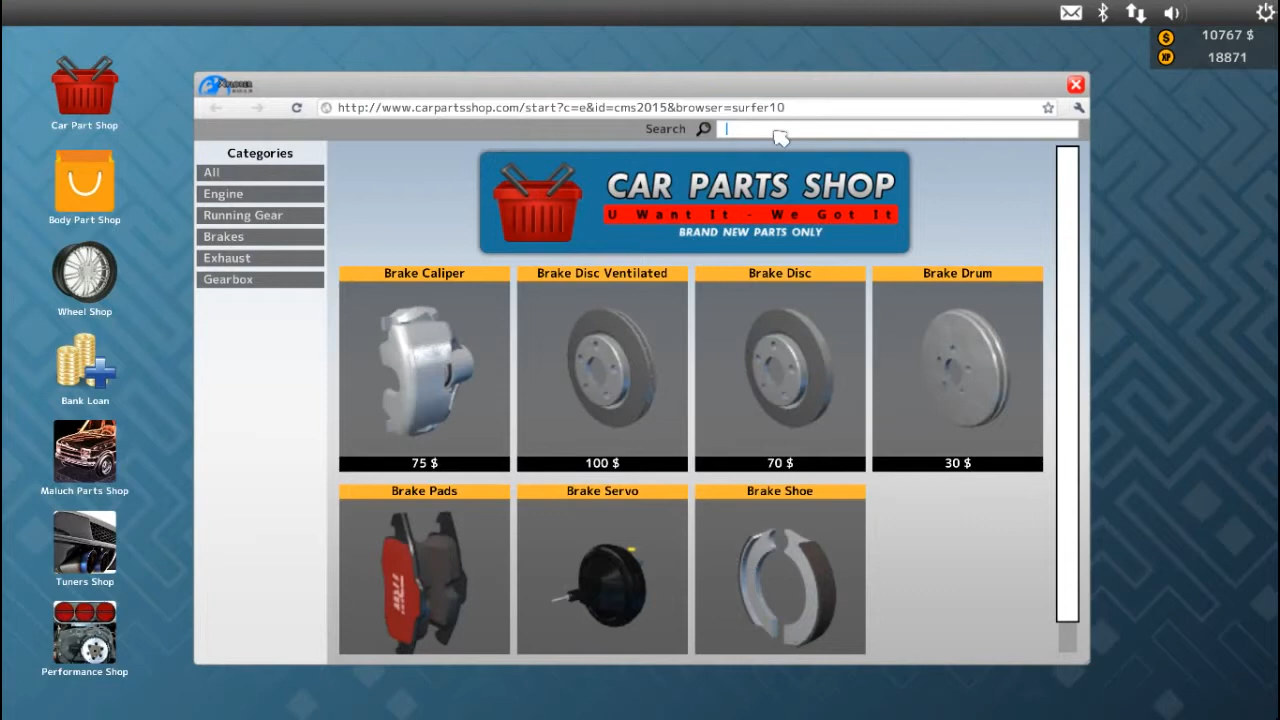 10767 $
18871
Car Part Shop
Body Part Shop
Wheel Shop
Bank Loan
Maluch Parts Shop
Tuners Shop
Performance Shop
http://www.carpartsshop.com/start?c=e&id=cms2015&browser=surfer10
Search
Categories
All
Engine
Running Gear
Brakes
Exhaust
Gearbox
CAR PARTS SHOP
U Want It - We Got It
BRAND NEW PARTS ONLY
Brake Caliper
Brake Disc Ventilated
Brake Disc
Brake Drum
75 $
100 $
70 $
30 $
Brake Pads
Brake Servo
Brake Shoe